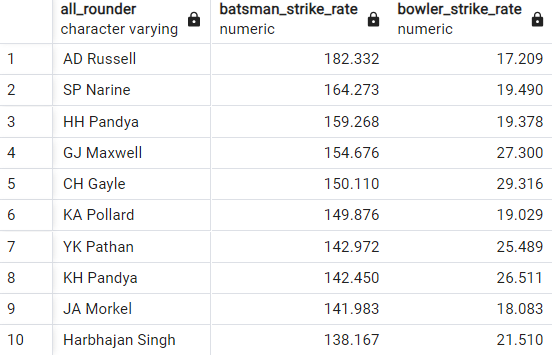 all_rounder batsman_strike_rate bowler_strike_rate
character varying numeric numeric
1 AD Russell 182.332 17.209
2 SP Narine 164.273 19.490
3 HH Pandya 159.268 19.378
4 GJ Maxwell 154.676 27.300
5 CH Gayle 150.110 29.316
6 KA Pollard 149.876 19.029
7 YK Pathan 142.972 25.489
8 KH Pandya 142.450 26.511
9 JA Morkel 141.983 18.083
10 Harbhajan Singh 138.167 21.510